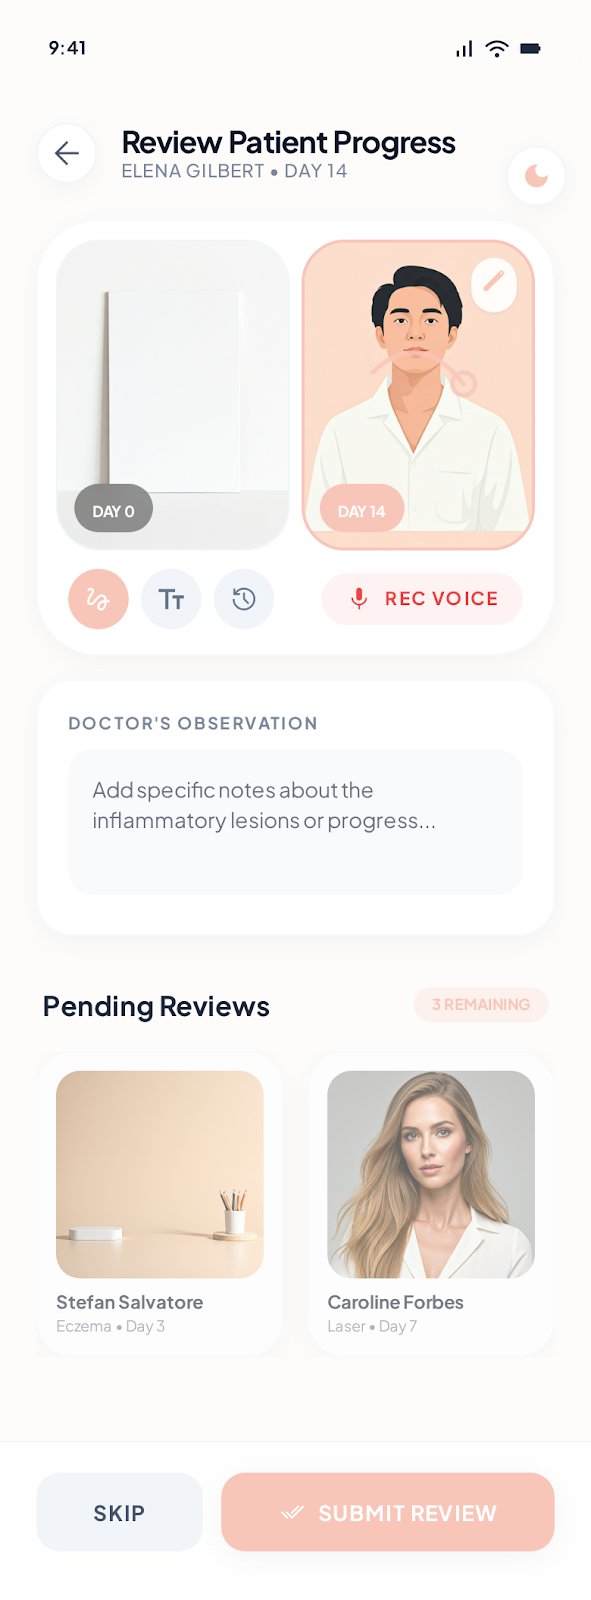 9:41
Review Patient Progress
ELENA GILBERT • DAY 14
DAY 0
DAY 14
TT
REC VOICE
DOCTOR'S OBSERVATION
Add specific notes about the
inflammatory lesions or progress...
Pending Reviews
3 REMAINING
Stefan Salvatore
Eczema • Day 3
Caroline Forbes
Laser • Day 7
SKIP
SUBMIT REVIEW